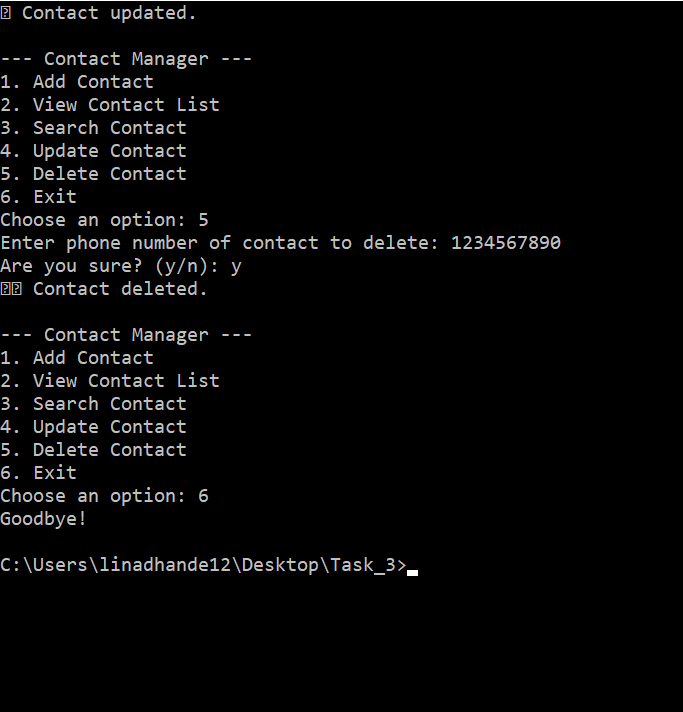 ⍰ Contact updated.

--- Contact Manager ---
1. Add Contact
2. View Contact List
3. Search Contact
4. Update Contact
5. Delete Contact
6. Exit
Choose an option: 5
Enter phone number of contact to delete: 1234567890
Are you sure? (y/n): y
⍰⍰ Contact deleted.

--- Contact Manager ---
1. Add Contact
2. View Contact List
3. Search Contact
4. Update Contact
5. Delete Contact
6. Exit
Choose an option: 6
Goodbye!

C:\Users\linadhande12\Desktop\Task_3>